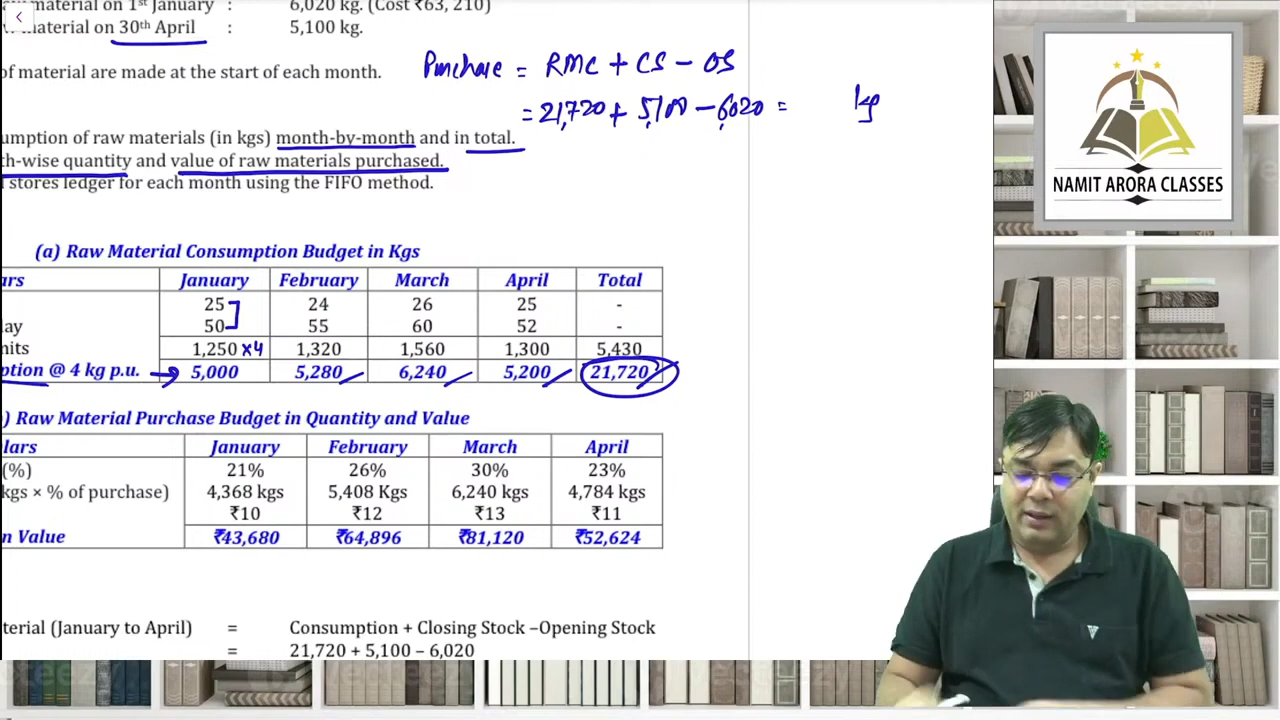 material on 1st January : 6,020 kg. (Cost ₹63, 210)
material on 30th April : 5,100 kg.
of material are made at the start of each month.
Purchase = RMC + CS – OS
= 21,720 + 5,100 – 6,020 = kg
umption of raw materials (in kgs) month-by-month and in total.
th-wise quantity and value of raw materials purchased.
stores ledger for each month using the FIFO method.
NAMIT ARORA CLASSES
(a) Raw Material Consumption Budget in Kgs
ars January February March April Total
25 24 26 25 -
lay 50 55 60 52 -
nits 1,250 ×4 1,320 1,560 1,300 5,430
ption @ 4 kg p.u. → 5,000 5,280 6,240 5,200 21,720
) Raw Material Purchase Budget in Quantity and Value
lars January February March April
(%) 21% 26% 30% 23%
kgs × % of purchase) 4,368 kgs 5,408 Kgs 6,240 kgs 4,784 kgs
₹10 ₹12 ₹13 ₹11
n Value ₹43,680 ₹64,896 ₹81,120 ₹52,624
terial (January to April) = Consumption + Closing Stock –Opening Stock
= 21,720 + 5,100 – 6,020